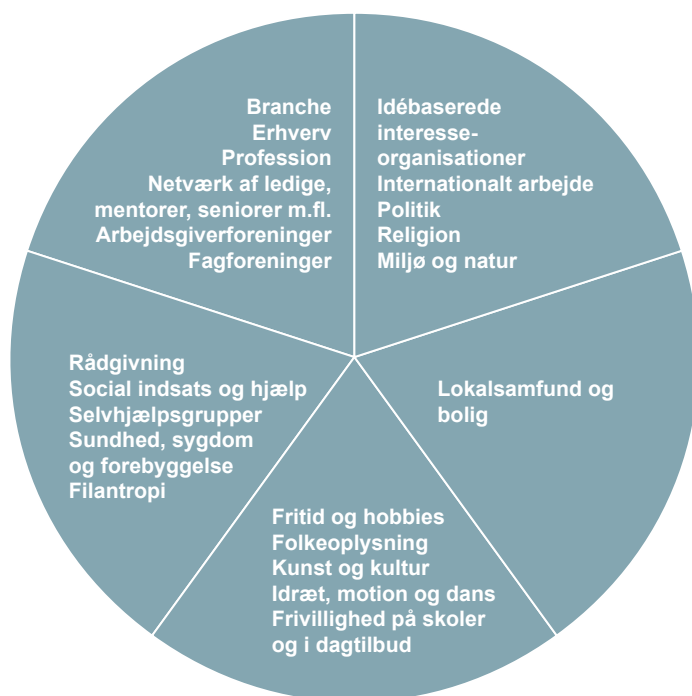 Branche
Erhverv
Profession
Netværk af ledige,
mentorer, seniorer m.fl.
Arbejdsgiverforeninger
Fagforeninger
Idébaserede
interesse-
organisationer
Internationalt arbejde
Politik
Religion
Miljø og natur
Rådgivning
Social indsats og hjælp
Selvhjælpsgrupper
Sundhed, sygdom
og forebyggelse
Filantropi
Lokalsamfund og
bolig
Fritid og hobbies
Folkeoplysning
Kunst og kultur
Idræt, motion og dans
Frivillighed på skoler
og i dagtilbud